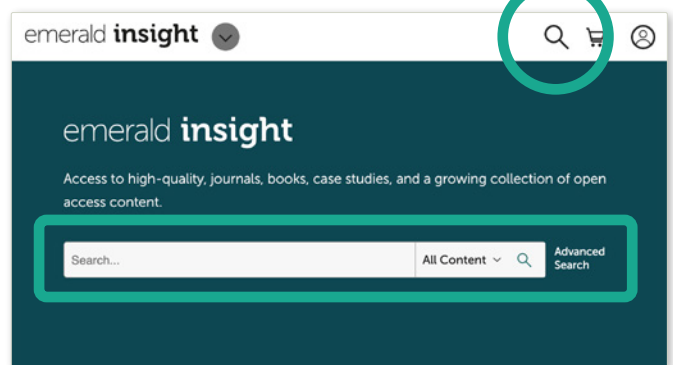 emerald insight
emerald insight
Access to high-quality, journals, books, case studies, and a growing collection of open
access content.
Search... All Content Advanced
Search